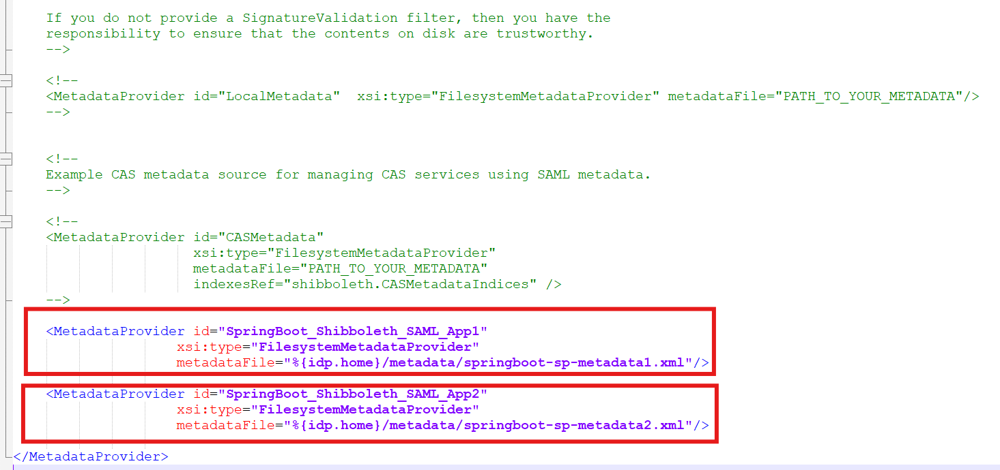 If you do not provide a SignatureValidation filter, then you have the
responsibility to ensure that the contents on disk are trustworthy.
-->
<!--
<MetadataProvider id="LocalMetadata"  xsi:type="FilesystemMetadataProvider" metadataFile="PATH_TO_YOUR_METADATA"/>
-->
<!--
Example CAS metadata source for managing CAS services using SAML metadata.
-->
<!--
<MetadataProvider id="CASMetadata"
xsi:type="FilesystemMetadataProvider"
metadataFile="PATH_TO_YOUR_METADATA"
indexesRef="shibboleth.CASMetadataIndices" />
-->
<MetadataProvider id="SpringBoot_Shibboleth_SAML_App1"
xsi:type="FilesystemMetadataProvider"
metadataFile="%{idp.home}/metadata/springboot-sp-metadata1.xml"/>
<MetadataProvider id="SpringBoot_Shibboleth_SAML_App2"
xsi:type="FilesystemMetadataProvider"
metadataFile="%{idp.home}/metadata/springboot-sp-metadata2.xml"/>
</MetadataProvider>